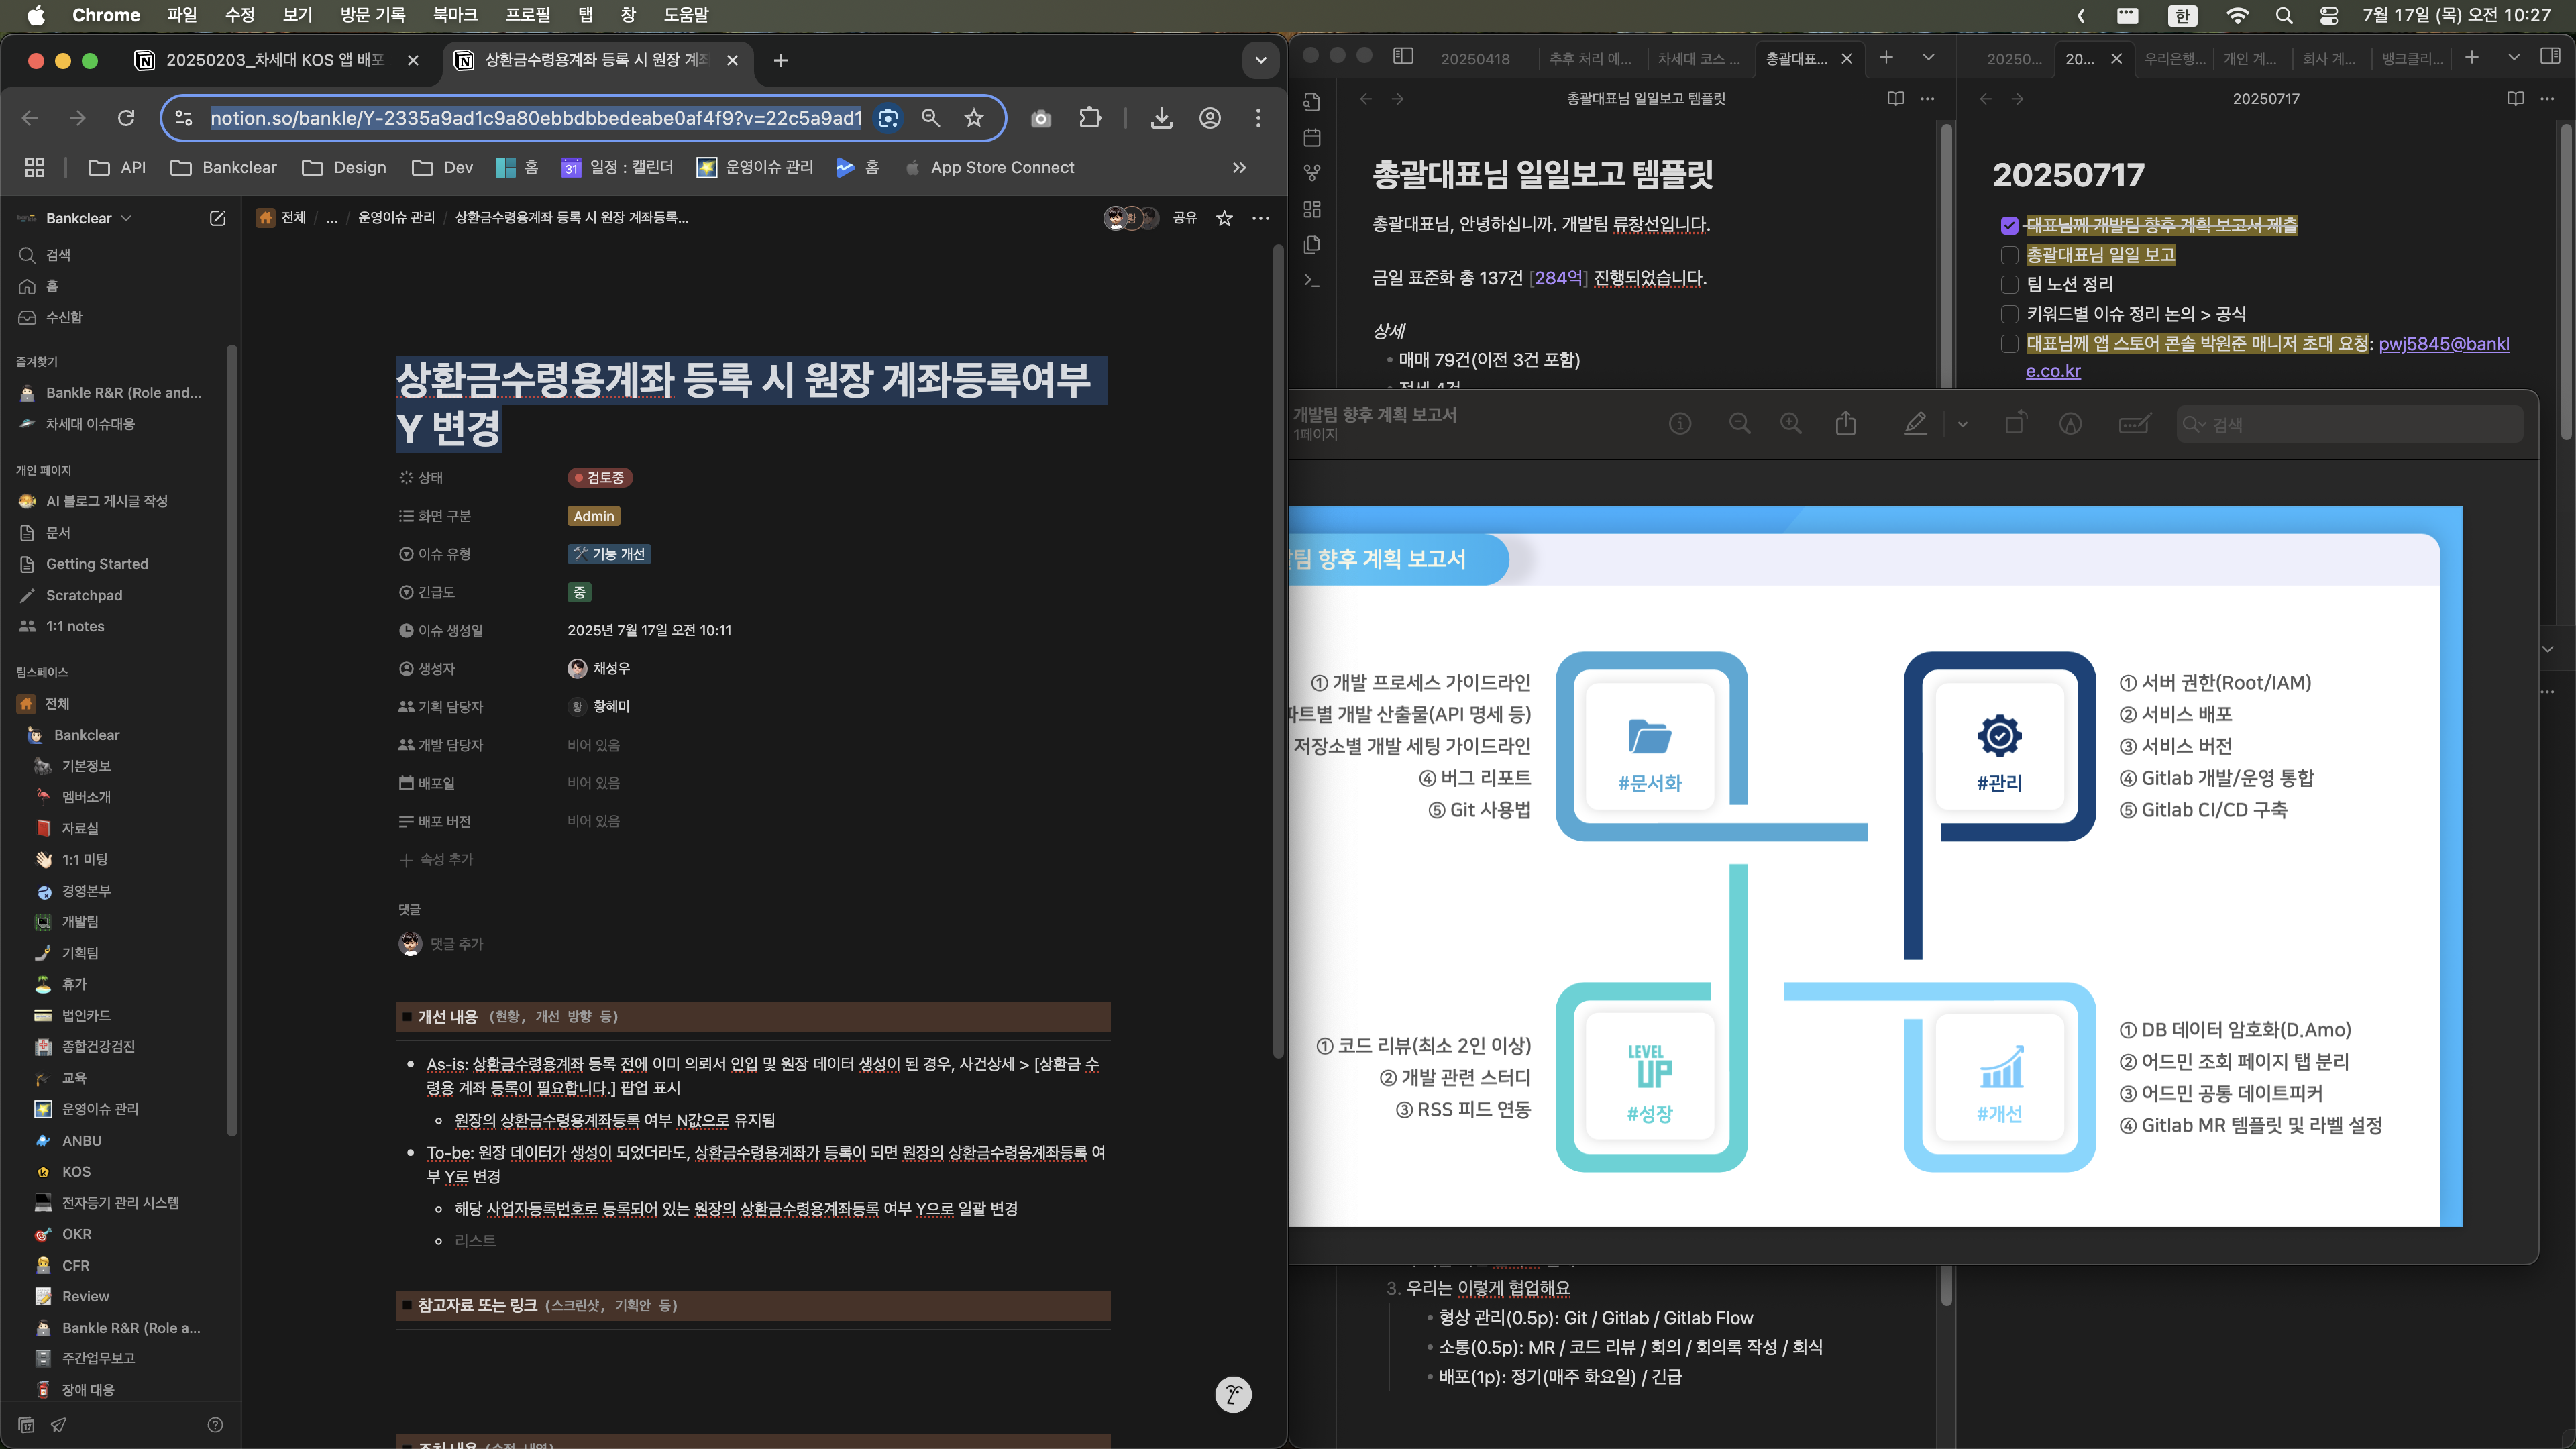 Chrome 파일 수정 보기 방문 기록 북마크 프로필 탭 창 도움말
한 7월 17일 (목) 오전 10:27
20250203_차세대 KOS 앱 배포
상환금수령용계좌 등록 시 원장 계좌
notion.so/bankle/Y-2335a9ad1c9a80ebbdbbedeabe0af4f9?v=22c5a9ad1
API Bankclear Design Dev 홈 일정 : 캘린더 운영이슈 관리 홈 App Store Connect
Bankclear
검색
홈
수신함
즐겨찾기
Bankle R&R (Role and...
차세대 이슈대응
개인 페이지
AI 블로그 게시글 작성
문서
Getting Started
Scratchpad
1:1 notes
팀스페이스
전체
Bankclear
기본정보
멤버소개
자료실
1:1 미팅
경영본부
개발팀
기획팀
휴가
법인카드
종합건강검진
교육
운영이슈 관리
ANBU
KOS
전자등기 관리 시스템
OKR
CFR
Review
Bankle R&R (Role a...
주간업무보고
장애 대응
전체 / ... / 운영이슈 관리 / 상환금수령용계좌 등록 시 원장 계좌등록...
공유
상환금수령용계좌 등록 시 원장 계좌등록여부
Y 변경
상태 검토중
화면 구분 Admin
이슈 유형 🛠 기능 개선
긴급도 중
이슈 생성일 2025년 7월 17일 오전 10:11
생성자 채성우
기획 담당자 황 황혜미
개발 담당자 비어 있음
배포일 비어 있음
배포 버전 비어 있음
속성 추가
댓글
댓글 추가
■ 개선 내용 (현황, 개선 방향 등)
• As-is: 상환금수령용계좌 등록 전에 이미 의뢰서 인입 및 원장 데이터 생성이 된 경우, 사건상세 > [상환금 수
령용 계좌 등록이 필요합니다.] 팝업 표시
◦ 원장의 상환금수령용계좌등록 여부 N값으로 유지됨
• To-be: 원장 데이터가 생성이 되었더라도, 상환금수령용계좌가 등록이 되면 원장의 상환금수령용계좌등록 여
부 Y로 변경
◦ 해당 사업자등록번호로 등록되어 있는 원장의 상환금수령용계좌등록 여부 Y으로 일괄 변경
◦ 리스트
■ 참고자료 또는 링크 (스크린샷, 기획안 등)
20250418 추후 처리 예... 차세대 코스 ... 총괄대표...
총괄대표님 일일보고 템플릿
총괄대표님 일일보고 템플릿
총괄대표님, 안녕하십니까. 개발팀 류창선입니다.
금일 표준화 총 137건 [284억] 진행되었습니다.
상세
• 매매 79건(이전 3건 포함)
20250... 20... 우리은행... 개인 계... 회사 계... 뱅크클리...
20250717
20250717
대표님께 개발팀 향후 계획 보고서 제출
총괄대표님 일일 보고
팀 노션 정리
키워드별 이슈 정리 논의 > 공식
대표님께 앱 스토어 콘솔 박원준 매니저 초대 요청: pwj5845@bankl
e.co.kr
개발팀 향후 계획 보고서
1페이지
검색
팀 향후 계획 보고서
① 개발 프로세스 가이드라인
파트별 개발 산출물(API 명세 등)
저장소별 개발 세팅 가이드라인
④ 버그 리포트
⑤ Git 사용법
#문서화
#관리
① 서버 권한(Root/IAM)
② 서비스 배포
③ 서비스 버전
④ Gitlab 개발/운영 통합
⑤ Gitlab CI/CD 구축
① 코드 리뷰(최소 2인 이상)
② 개발 관련 스터디
③ RSS 피드 연동
LEVEL
UP
#성장
#개선
① DB 데이터 암호화(D.Amo)
② 어드민 조회 페이지 탭 분리
③ 어드민 공통 데이트피커
④ Gitlab MR 템플릿 및 라벨 설정
3. 우리는 이렇게 협업해요
• 형상 관리(0.5p): Git / Gitlab / Gitlab Flow
• 소통(0.5p): MR / 코드 리뷰 / 회의 / 회의록 작성 / 회식
• 배포(1p): 정기(매주 화요일) / 긴급